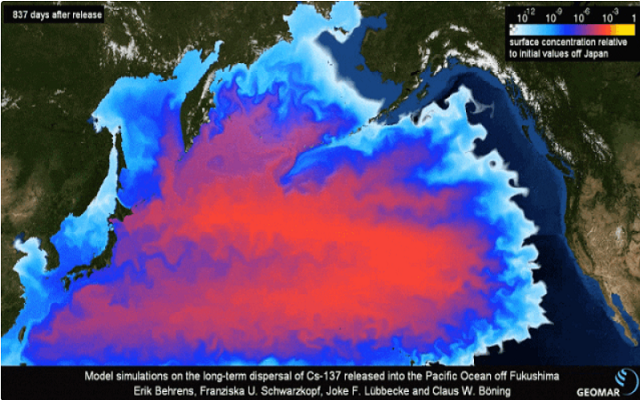 837 days after release
10^-12 10^-9 10^-6 10^-3 1
surface concentration relative
to initial values off Japan
Model simulations on the long-term dispersal of Cs-137 released into the Pacific Ocean off Fukushima
Erik Behrens, Franziska U. Schwarzkopf, Joke F. Lübbecke and Claus W. Böning
GEOMAR